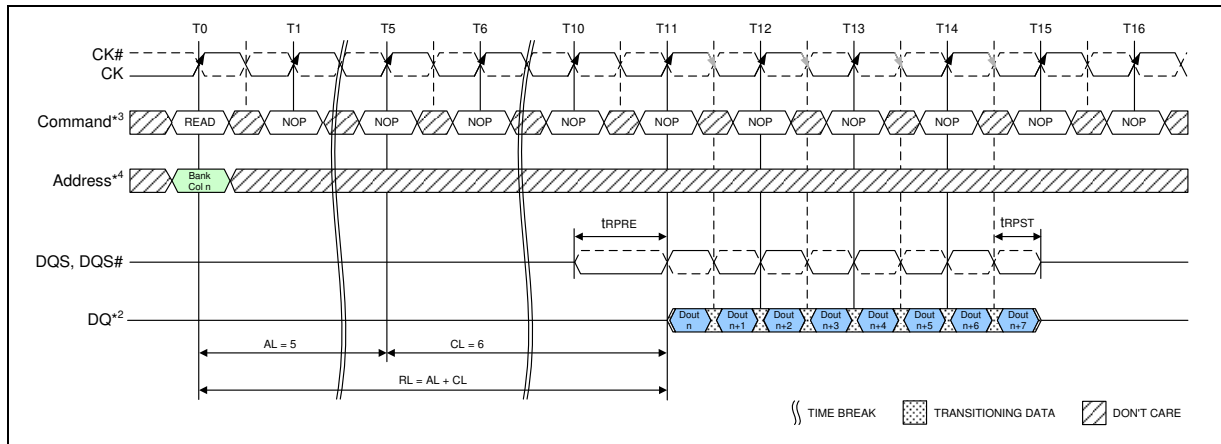 T0 T1 T5 T6 T10 T11 T12 T13 T14 T15 T16
CK#
CK
Command*3 READ NOP NOP NOP NOP NOP NOP NOP NOP NOP NOP
Address*4 Bank
Col n
tRPRE tRPST
DQS, DQS#
DQ*2 Dout n Dout n+1 Dout n+2 Dout n+3 Dout n+4 Dout n+5 Dout n+6 Dout n+7
AL = 5 CL = 6
RL = AL + CL
TIME BREAK TRANSITIONING DATA DON'T CARE